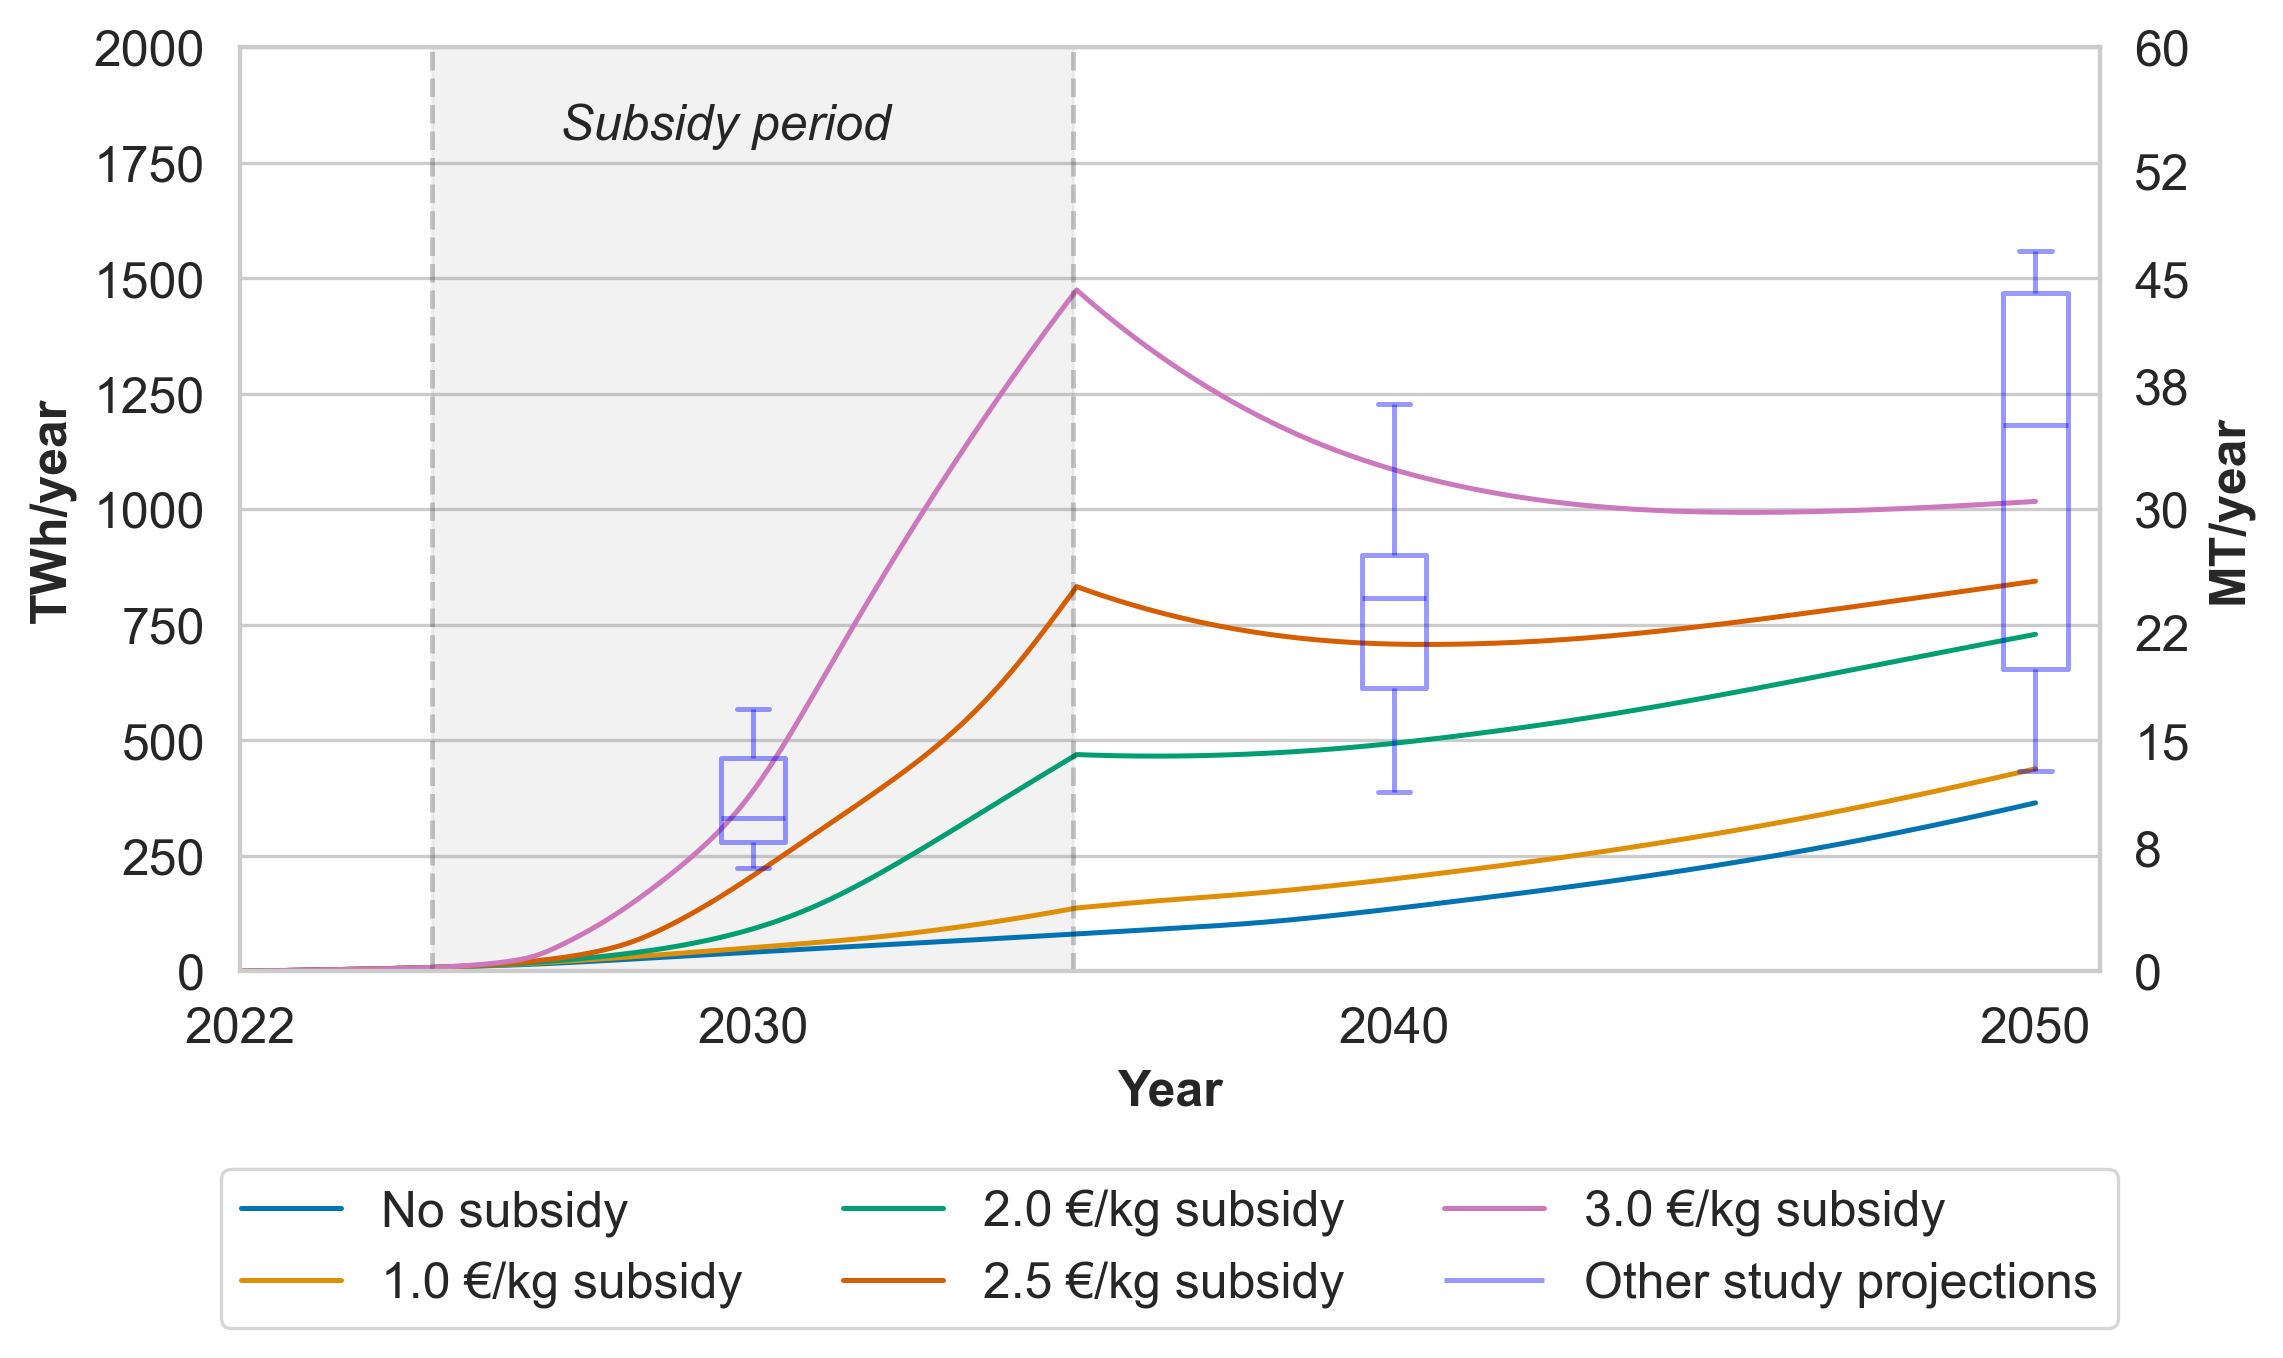 2000
1750
1500
1250
1000
750
500
250
0
TWh/year
Subsidy period
60
52
45
38
30
22
15
8
0
MT/year
2022 2030 2040 2050
Year
No subsidy 2.0 €/kg subsidy 3.0 €/kg subsidy
1.0 €/kg subsidy 2.5 €/kg subsidy Other study projections